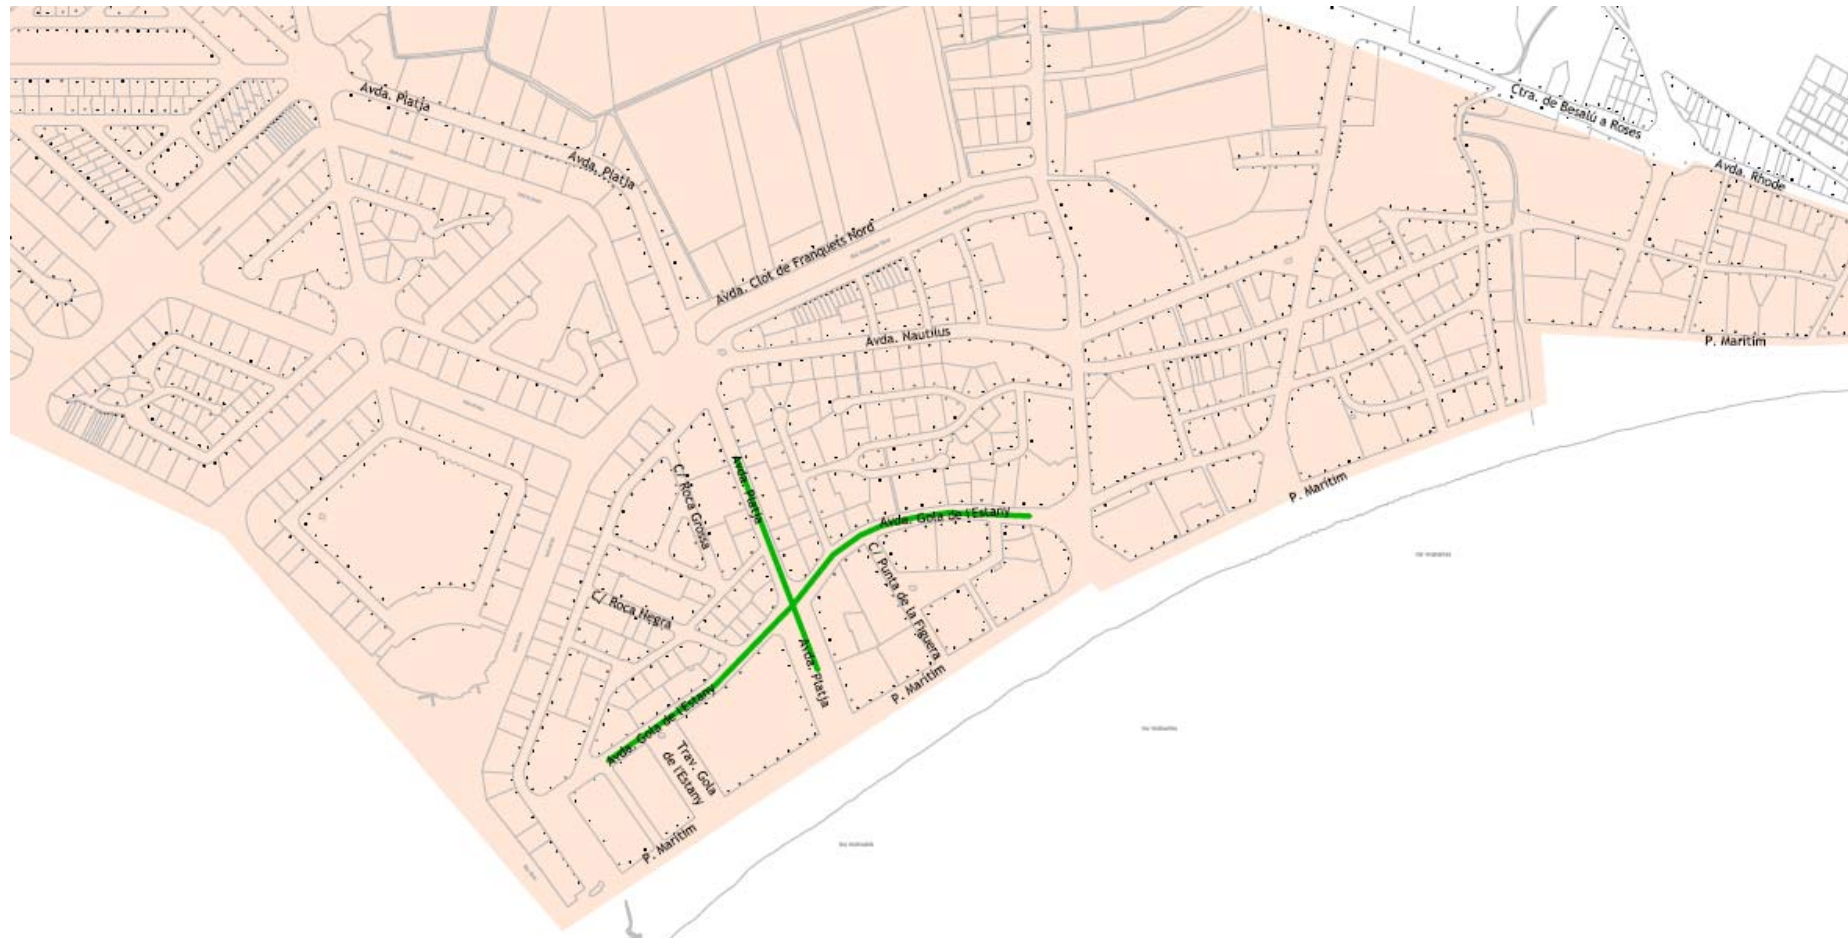 Avda. Platja
Ctra. de Besalú a Roses
Avda. Platja
Avda. Rhode
Avda. Clot de Franquets Nord
Avda. Nautilus
P. Marítim
Avda. Platja
C/ Roca Grossa
P. Marítim
Avda. Gola de l'Estany
C/ Punta de la Figuera
C/ Roca Negra
Avda. Platja
P. Marítim
Avda. Gola de l'Estany
Trav. Gola
de l'Estany
P. Marítim